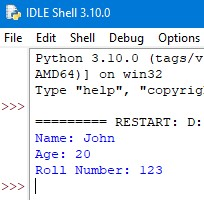 IDLE Shell 3.10.0
File Edit Shell Debug Options
Python 3.10.0 (tags/v
AMD64)] on win32
Type "help", "copyrig
>>>
========= RESTART: D:
Name: John
Age: 20
Roll Number: 123
>>>